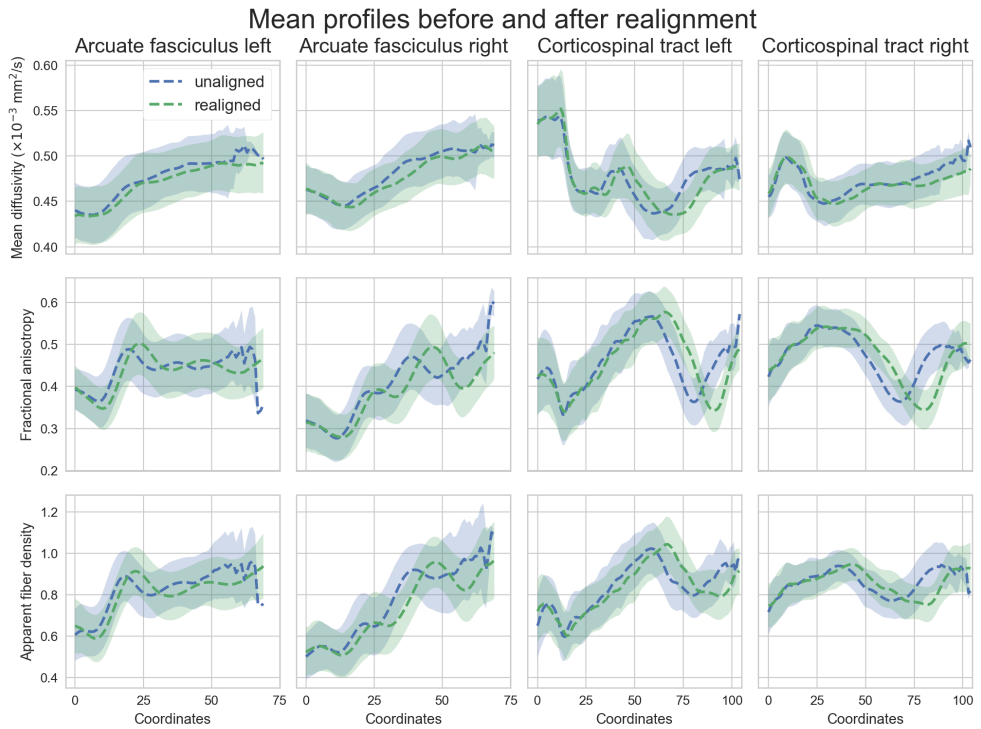 Mean profiles before and after realignment
Arcuate fasciculus left
Arcuate fasciculus right
Corticospinal tract left
Corticospinal tract right
Mean diffusivity (×10⁻³ mm²/s)
0.60
0.55
0.50
0.45
0.40
unaligned
realigned
Fractional anisotropy
0.6
0.5
0.4
0.3
0.2
Apparent fiber density
1.2
1.0
0.8
0.6
0.4
0 25 50 75
0 25 50 75
0 25 50 75 100
0 25 50 75 100
Coordinates
Coordinates
Coordinates
Coordinates